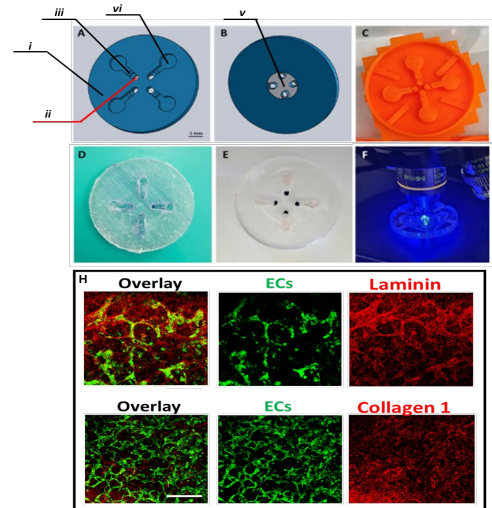 iii
vi
v
i
ii
A
B
C
1 mm
D
E
F
H
Overlay
ECs
Laminin
Overlay
ECs
Collagen 1